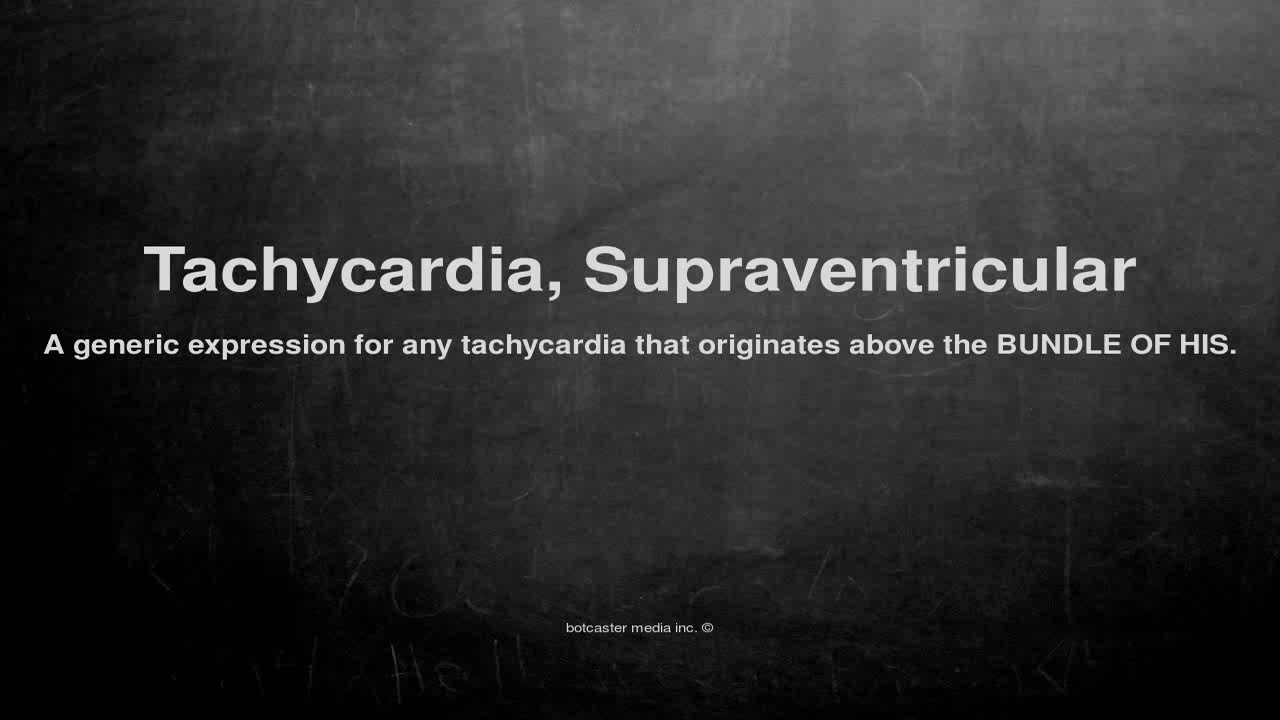 Tachycardia, Supraventricular
A generic expression for any tachycardia that originates above the BUNDLE OF HIS.
botcaster media inc. ©